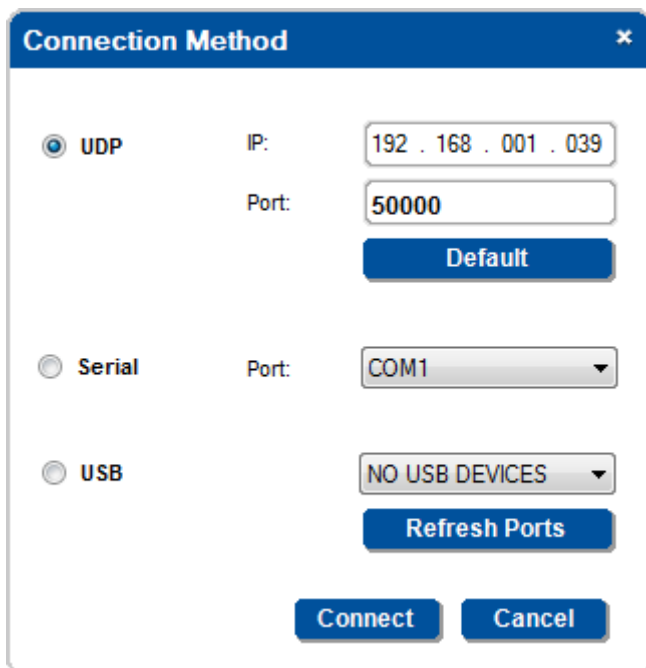 Connection Method
UDP IP: 192 . 168 . 001 . 039
Port: 50000
Default
Serial Port: COM1
USB NO USB DEVICES
Refresh Ports
Connect Cancel